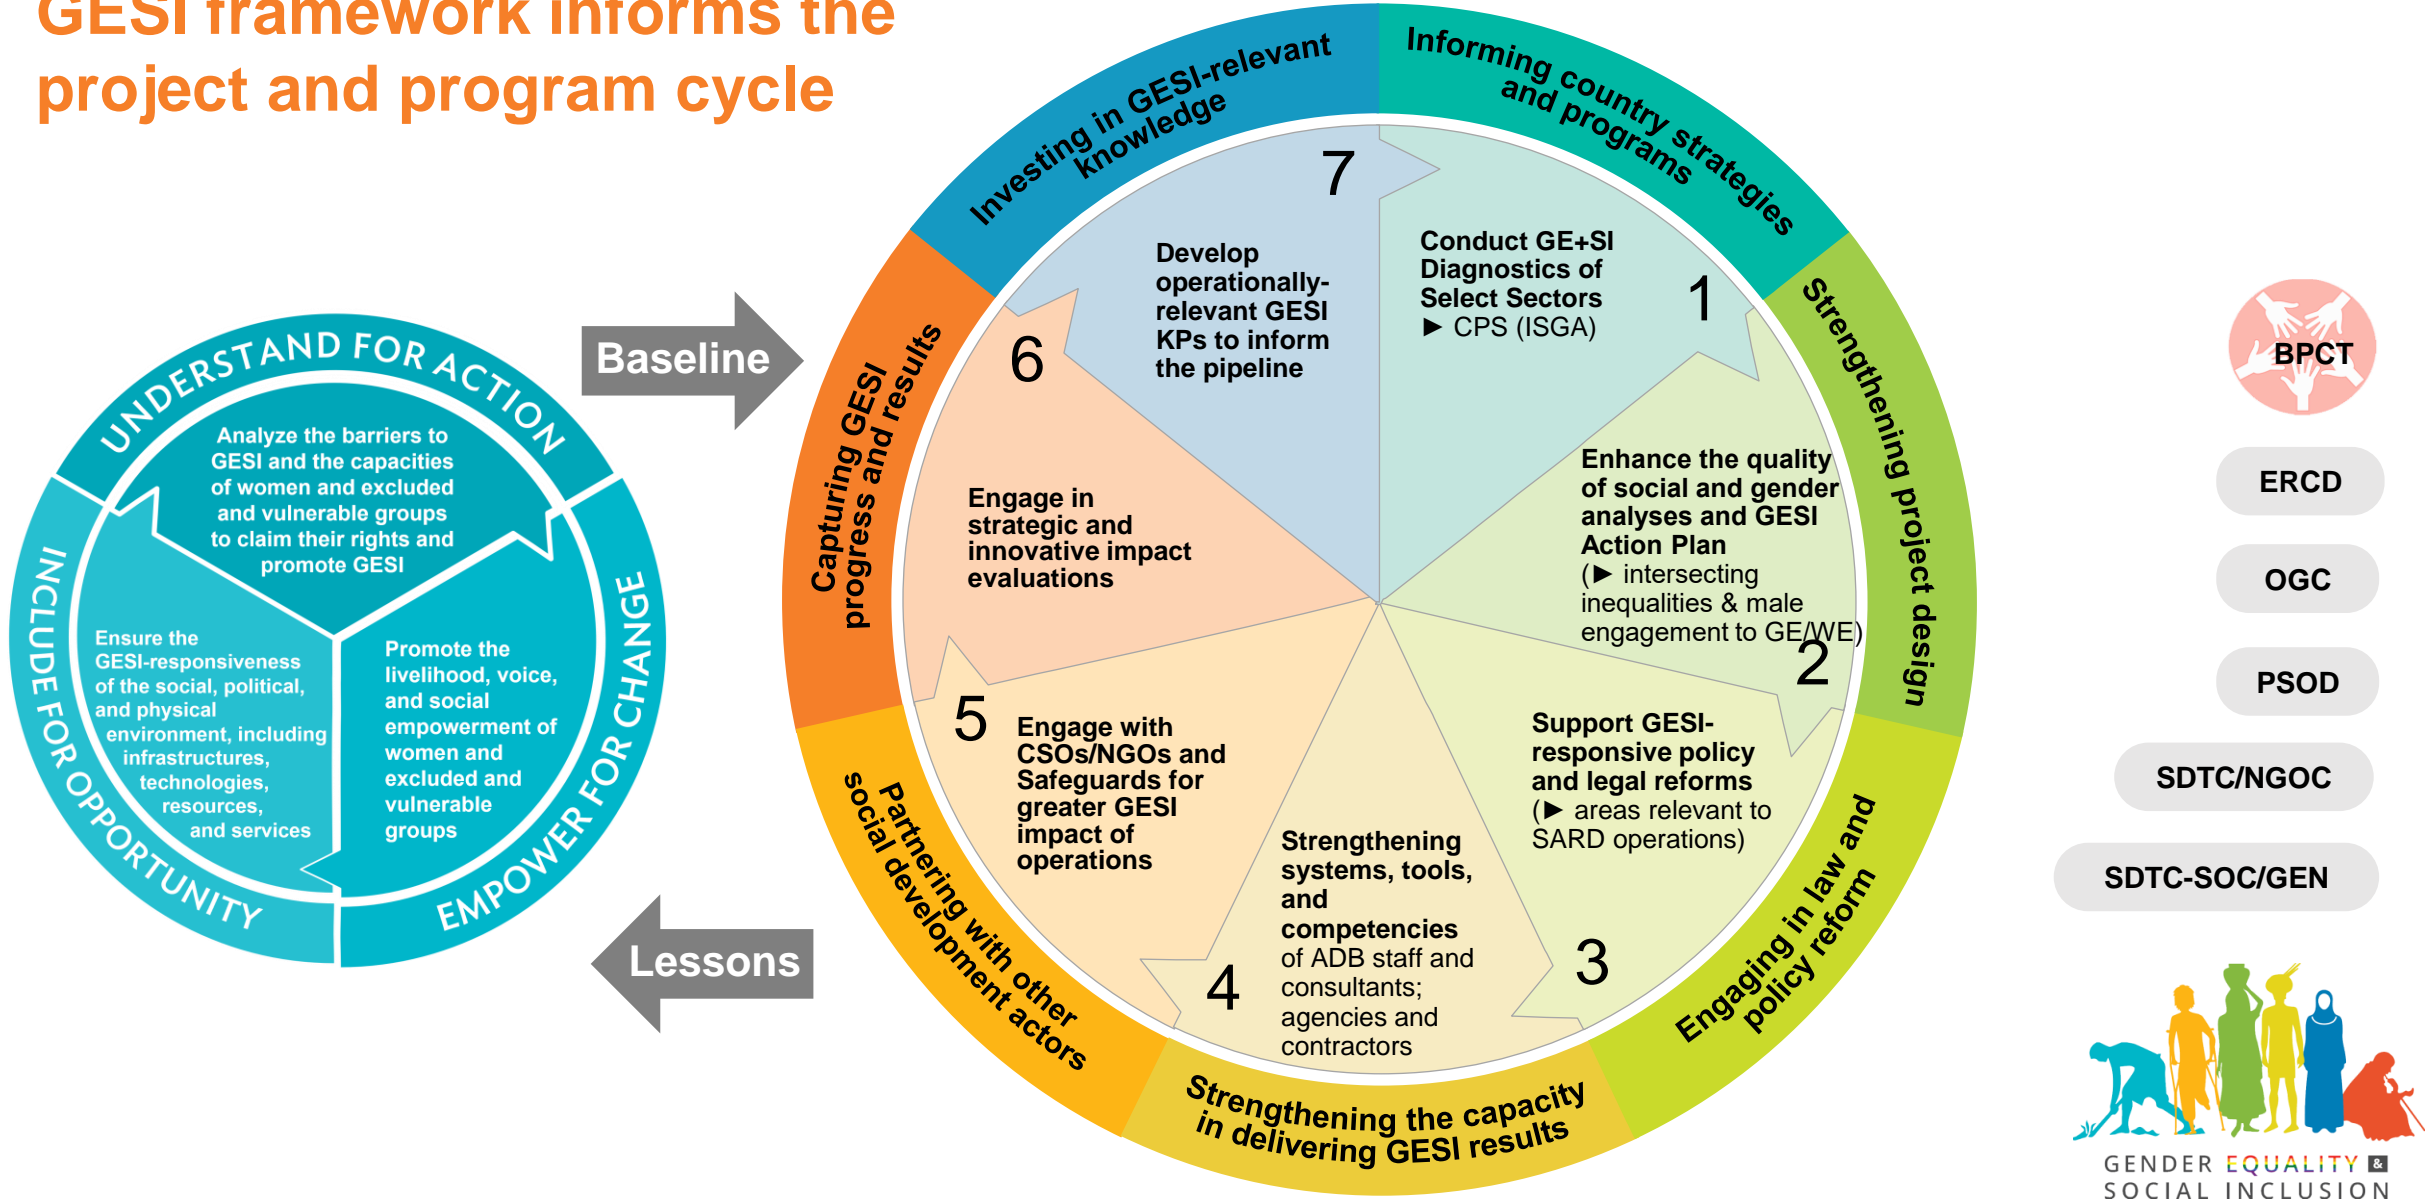 GESI framework informs the
project and program cycle
UNDERSTAND FOR ACTION
Analyze the barriers to
GESI and the capacities
of women and excluded
and vulnerable groups
to claim their rights and
promote GESI
INCLUDE FOR OPPORTUNITY
Ensure the
GESI-responsiveness
of the social, political,
and physical
environment, including
infrastructures,
technologies,
resources,
and services
EMPOWER FOR CHANGE
Promote the
livelihood, voice,
and social
empowerment of
women and
excluded and
vulnerable
groups
Baseline
Lessons
Informing country strategies
and programs
1
Conduct GE+SI
Diagnostics of
Select Sectors
► CPS (ISGA)
Strengthening project design
2
Enhance the quality
of social and gender
analyses and GESI
Action Plan
(► intersecting
inequalities & male
engagement to GE/WE)
Engaging in law and
policy reform
3
Support GESI-
responsive policy
and legal reforms
(► areas relevant to
SARD operations)
Strengthening the capacity
in delivering GESI results
4
Strengthening
systems, tools,
and
competencies
of ADB staff and
consultants;
agencies and
contractors
Partnering with other
social development actors
5
Engage with
CSOs/NGOs and
Safeguards for
greater GESI
impact of
operations
Capturing GESI
progress and results
6
Engage in
strategic and
innovative impact
evaluations
Investing in GESI-relevant
knowledge
7
Develop
operationally-
relevant GESI
KPs to inform
the pipeline
BPCT
ERCD
OGC
PSOD
SDTC/NGOC
SDTC-SOC/GEN
GENDER EQUALITY &
SOCIAL INCLUSION